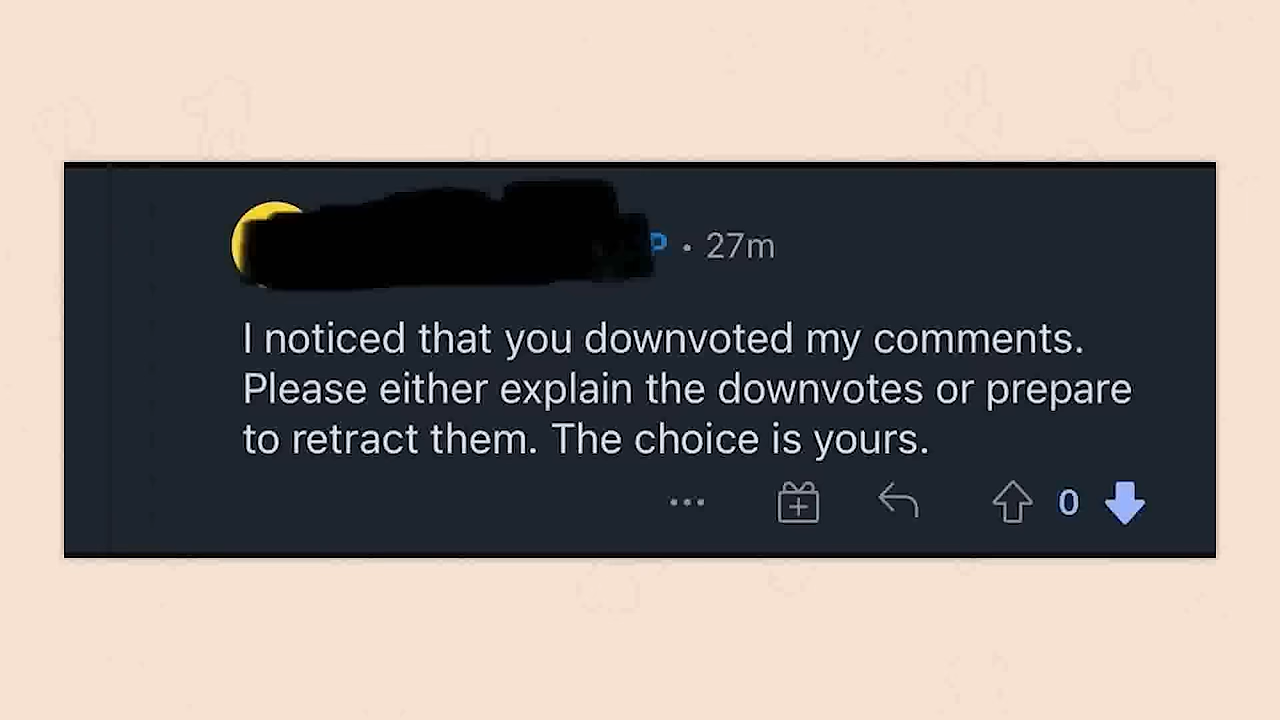 P • 27m
I noticed that you downvoted my comments.
Please either explain the downvotes or prepare
to retract them. The choice is yours.
0